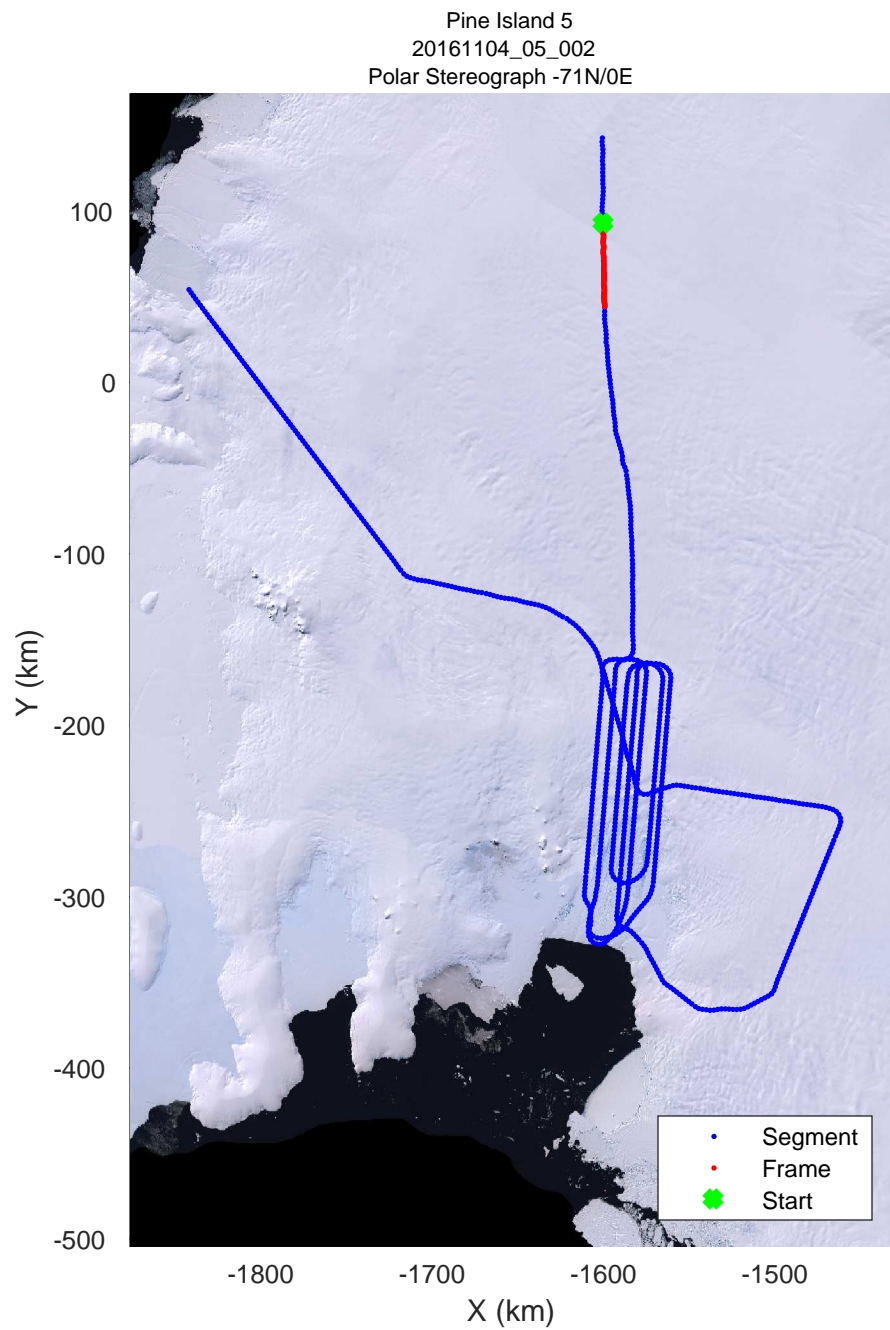 Pine Island 5
20161104_05_002
Polar Stereograph -71N/0E
100
0
-100
-200
-300
-400
-500
Y (km)
-1800
-1700
-1600
-1500
X (km)
Segment
Frame
Start